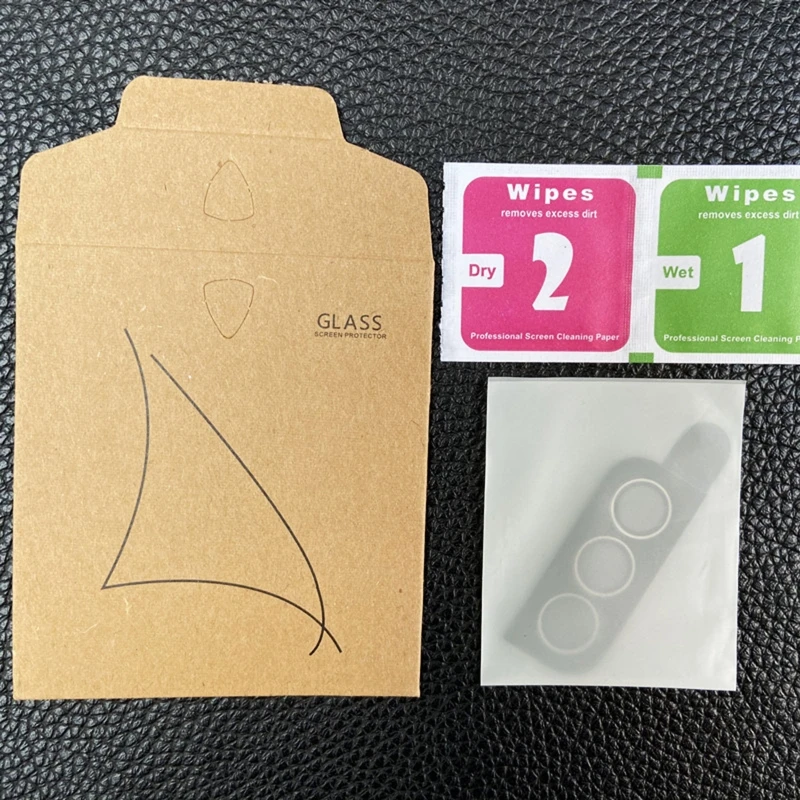 GLASS
SCREEN PROTECTOR
Wipes
removes excess dirt
Dry
2
Professional Screen Cleaning Paper
Wipes
removes excess dirt
Wet
1
Professional Screen Cleaning P